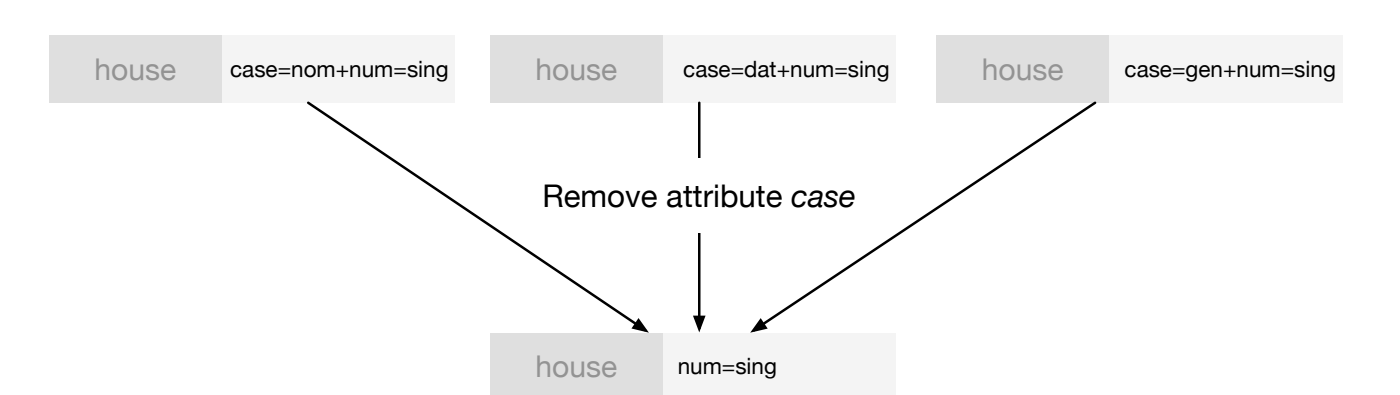 house case=nom+num=sing
house case=dat+num=sing
house case=gen+num=sing
Remove attribute case
house num=sing